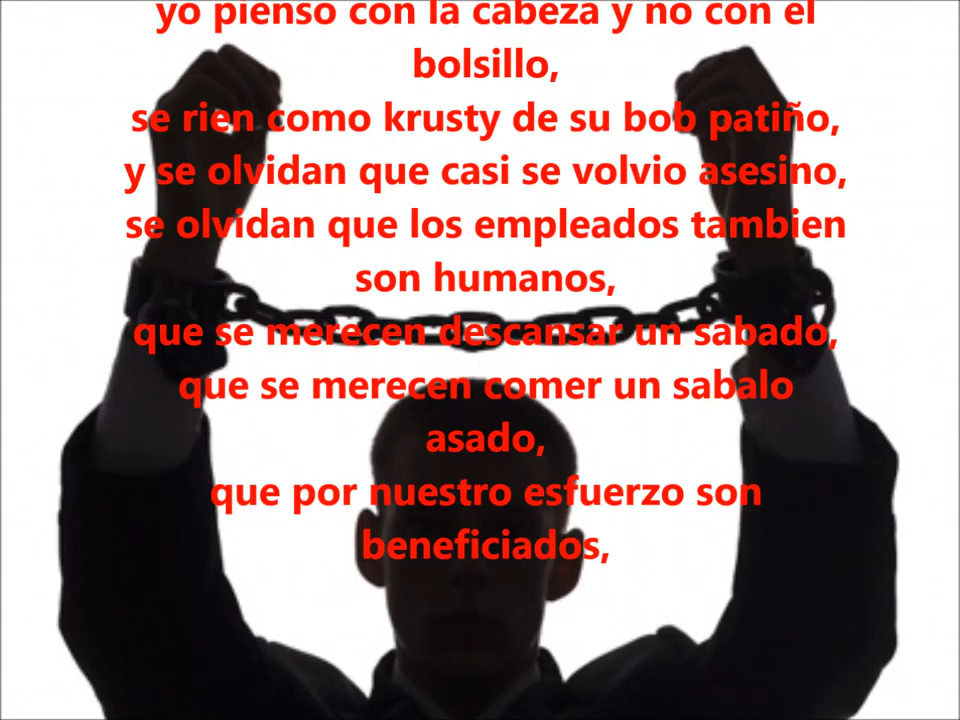 yo pienso con la cabeza y no con el
bolsillo,
se rien como krusty de su bob patiño,
y se olvidan que casi se volvio asesino,
se olvidan que los empleados tambien
son humanos,
que se merecen descansar un sabado,
que se merecen comer un sabalo
asado,
que por nuestro esfuerzo son
beneficiados,